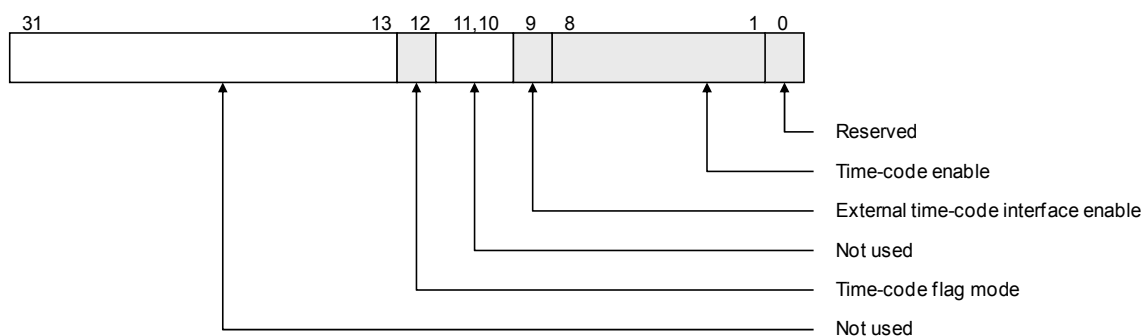 31 13 12 11,10 9 8 1 0
Reserved
Time-code enable
External time-code interface enable
Not used
Time-code flag mode
Not used